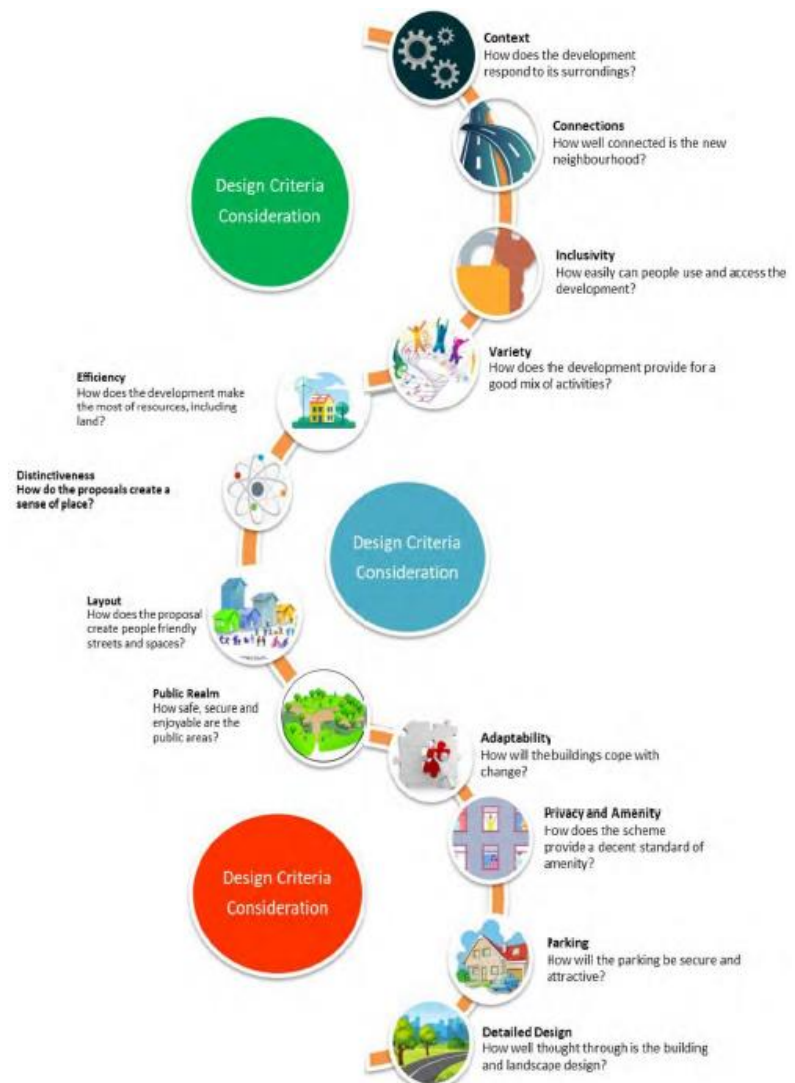 Context
How does the development
respond to its surrondings?
Connections
How well connected is the new
neighbourhood?
Design Criteria
Consideration
Inclusivity
How easily can people use and access the
development?
Variety
How does the development provide for a
good mix of activities?
Efficiency
How does the development make
the most of resources, including
land?
Distinctiveness
How do the proposals create a
sense of place?
Design Criteria
Consideration
Layout
How does the proposal
create people friendly
streets and spaces?
Public Realm
How safe, secure and
enjoyable are the
public areas?
Adaptability
How will the buildings cope with
change?
Privacy and Amenity
How does the scheme
provide a decent standard of
amenity?
Design Criteria
Consideration
Parking
How will the parking be secure and
attractive?
Detailed Design
How well thought through is the building
and landscape design?